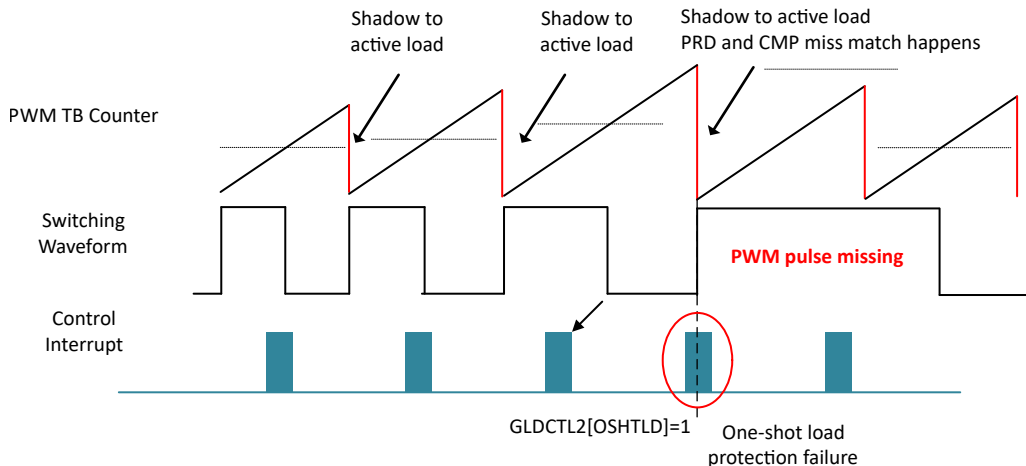 Shadow to
active load
Shadow to
active load
Shadow to active load
PRD and CMP miss match happens
PWM TB Counter
Switching
Waveform
PWM pulse missing
Control
Interrupt
GLDCTL2[OSHTLD]=1
One-shot load
protection failure